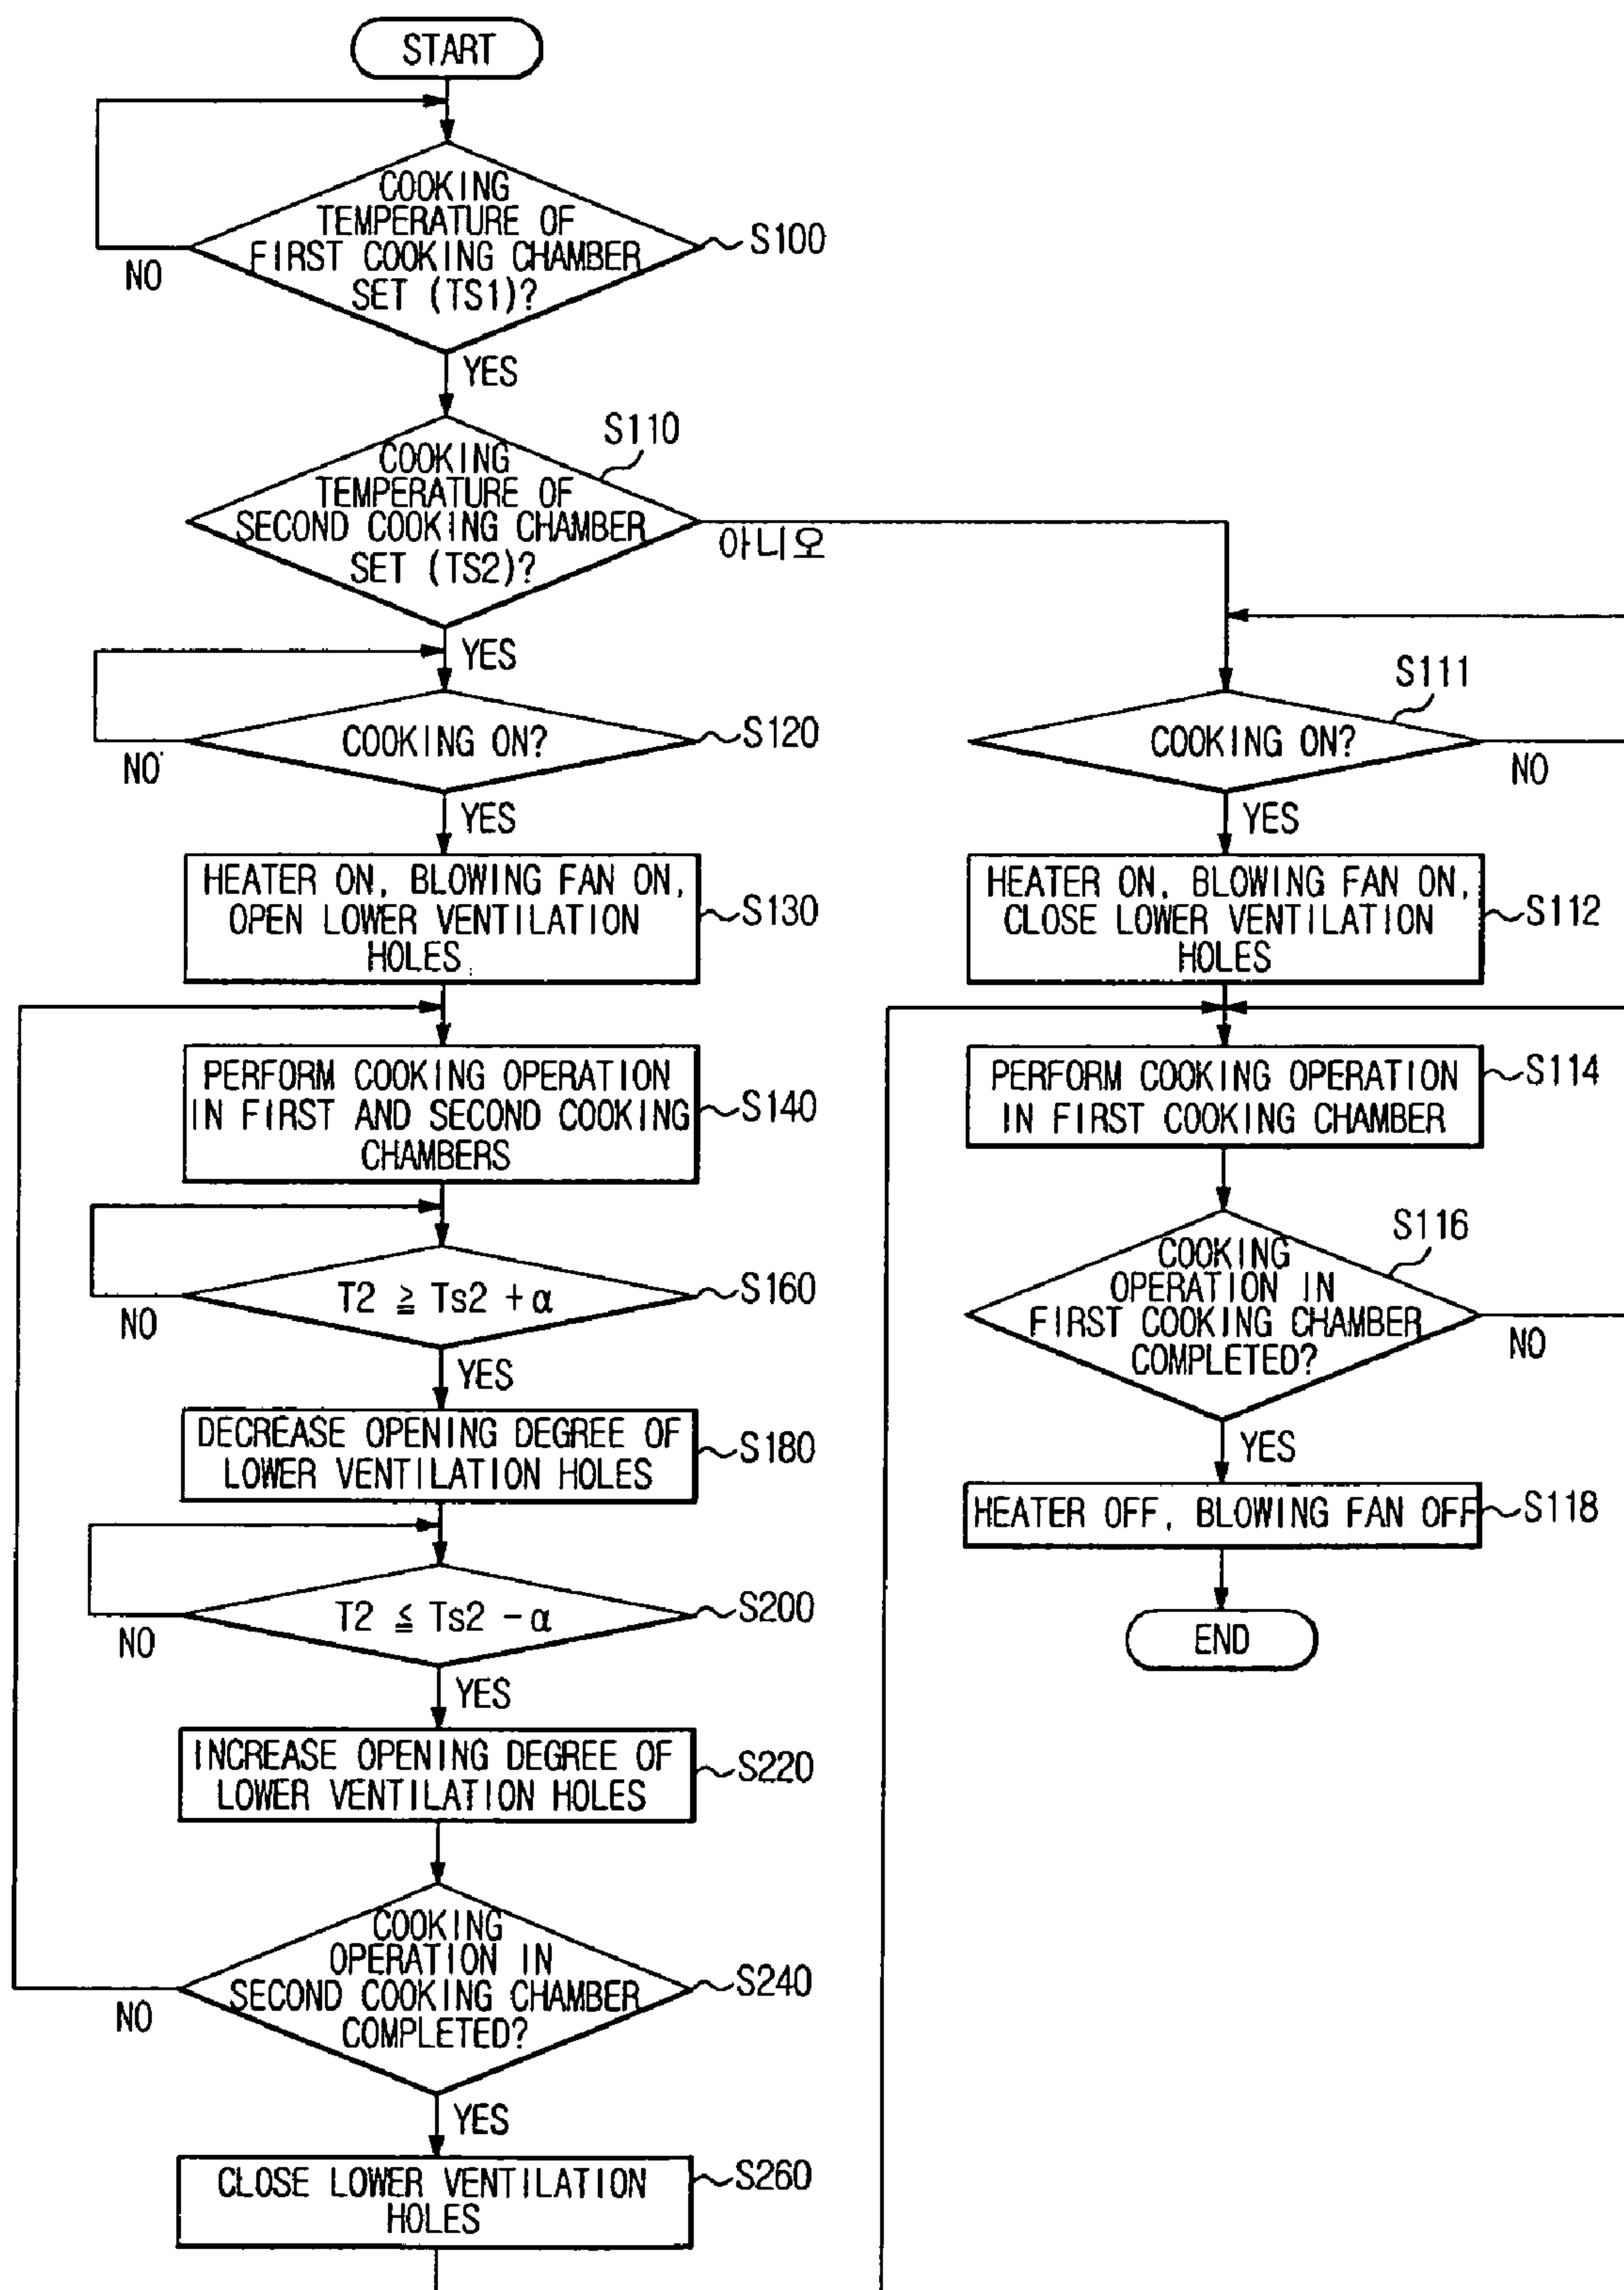 START
COOKING
TEMPERATURE OF
FIRST COOKING CHAMBER
SET (TS1)?
S100
NO
YES
COOKING
TEMPERATURE OF
SECOND COOKING CHAMBER
SET (TS2)?
S110
아니오
YES
COOKING ON?
S120
NO
YES
HEATER ON, BLOWING FAN ON,
OPEN LOWER VENTILATION
HOLES
S130
PERFORM COOKING OPERATION
IN FIRST AND SECOND COOKING
CHAMBERS
S140
T2 ≧ Ts2 + α
S160
NO
YES
DECREASE OPENING DEGREE OF
LOWER VENTILATION HOLES
S180
T2 ≦ Ts2 - α
S200
NO
YES
INCREASE OPENING DEGREE OF
LOWER VENTILATION HOLES
S220
COOKING
OPERATION IN
SECOND COOKING CHAMBER
COMPLETED?
S240
NO
YES
CLOSE LOWER VENTILATION
HOLES
S260
COOKING ON?
S111
NO
YES
HEATER ON, BLOWING FAN ON,
CLOSE LOWER VENTILATION
HOLES
S112
PERFORM COOKING OPERATION
IN FIRST COOKING CHAMBER
S114
COOKING
OPERATION IN
FIRST COOKING CHAMBER
COMPLETED?
S116
NO
YES
HEATER OFF, BLOWING FAN OFF
S118
END